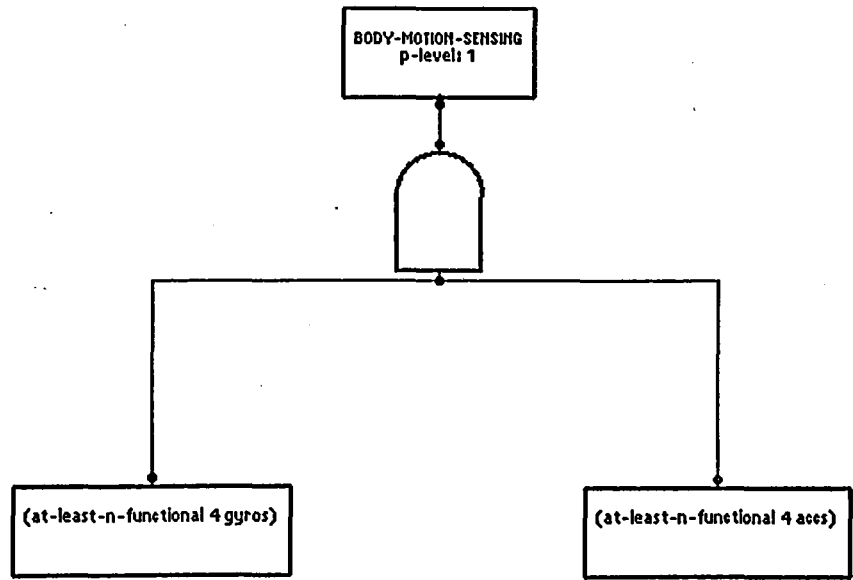 BODY-MOTION-SENSING
p-level: 1
(at-least-n-functional 4 gyros)
(at-least-n-functional 4 accs)